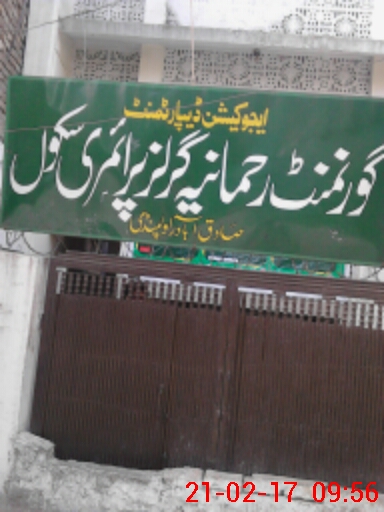 ایجوکیشن ڈیپارٹمنٹ
گورنمنٹ رحمانیہ گرلز پرائمری سکول
صادق آباد راولپنڈی
21-02-17 09:56